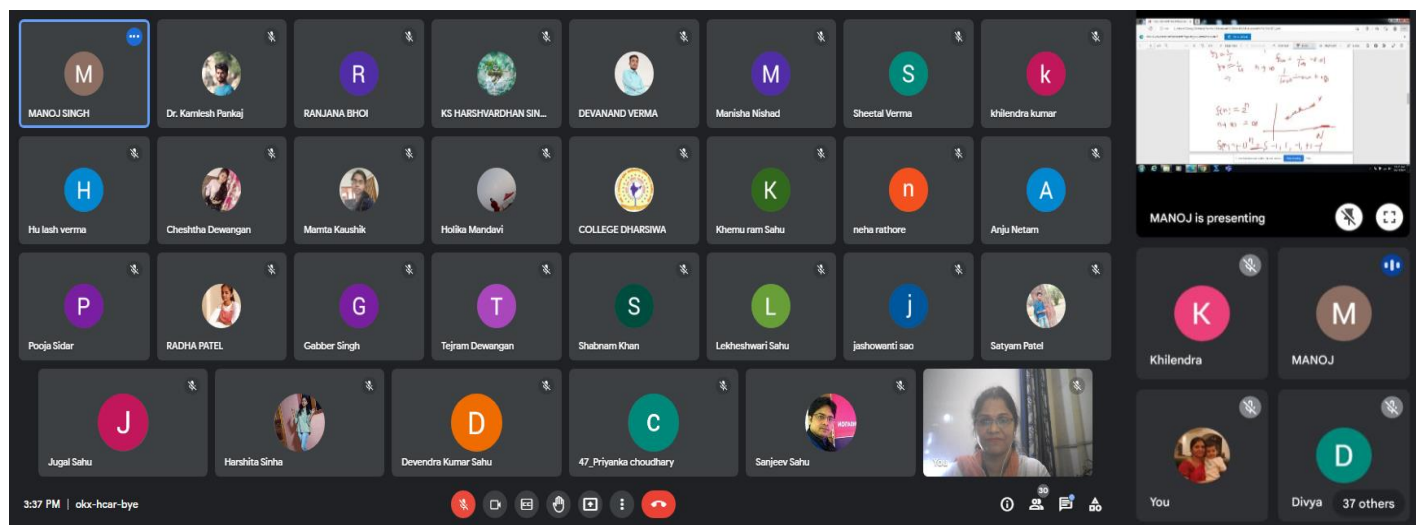 M
MANOJ SINGH
Dr. Kamlesh Pankaj
R
RANJANA BHOI
KS HARSHVARDHAN SIN...
DEVANAND VERMA
M
Manisha Nishad
S
Sheetal Verma
k
khilendra kumar
H
Hu lash verma
Cheshtha Dewangan
Mamta Kaushik
Holika Mandavi
COLLEGE DHARSIWA
K
Khemu ram Sahu
n
neha rathore
A
Anju Netam
P
Pooja Sidar
RADHA PATEL
G
Gabber Singh
T
Tejram Dewangan
S
Shabnam Khan
L
Lekheshwari Sahu
j
jashowanti sao
Satyam Patel
J
Jugal Sahu
Harshita Sinha
D
Devendra Kumar Sahu
c
47_Priyanka choudhary
Sanjeev Sahu
You
3:37 PM | okx-hcar-bye
30
MANOJ is presenting
K
Khilendra
M
MANOJ
You
D
Divya
37 others